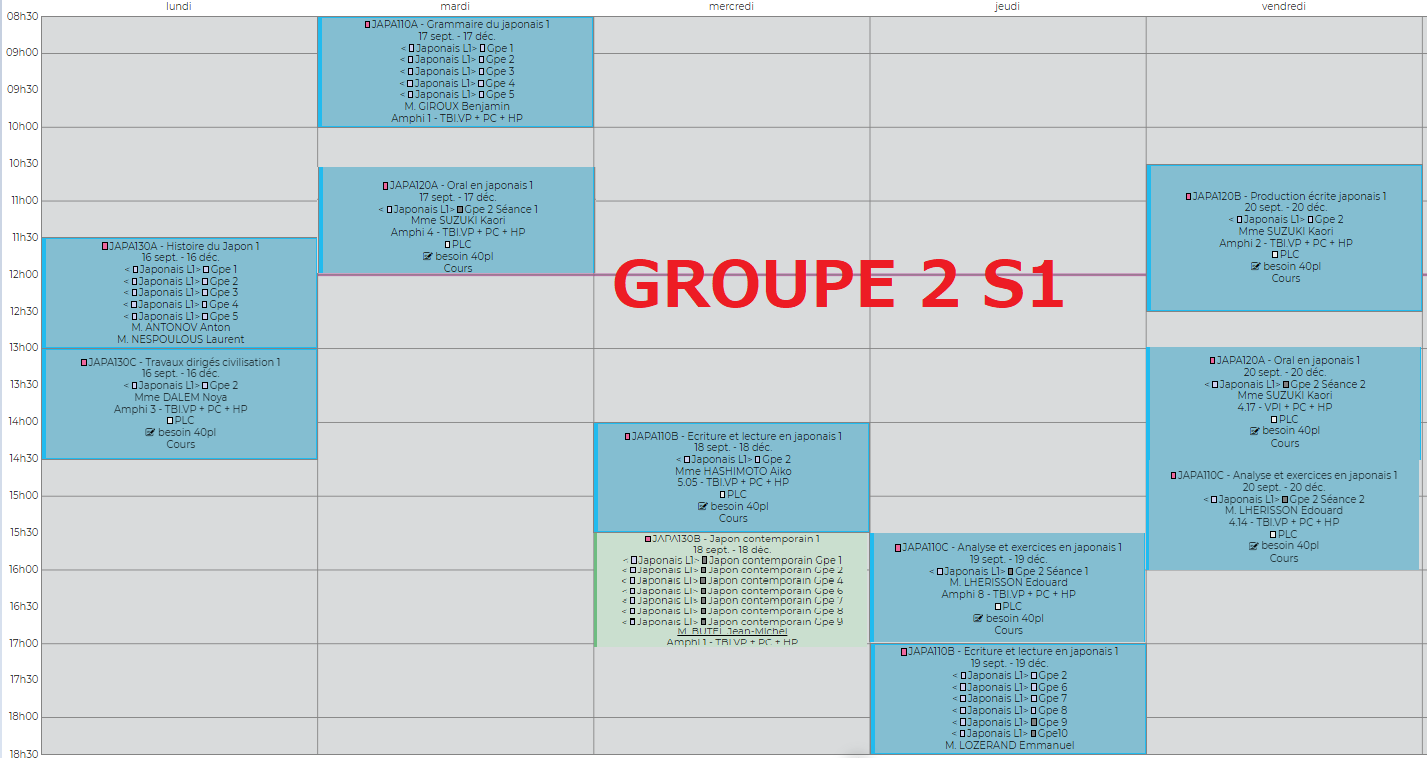 lundi
mardi
mercredi
jeudi
vendredi
08h30
09h00
09h30
10h00
10h30
11h00
11h30
12h00
12h30
13h00
13h30
14h00
14h30
15h00
15h30
16h00
16h30
17h00
17h30
18h00
18h30
JAPA130A - Histoire du Japon 1
16 sept. - 16 déc.
< Japonais L1> Gpe 1
< Japonais L1> Gpe 2
< Japonais L1> Gpe 3
< Japonais L1> Gpe 4
< Japonais L1> Gpe 5
M. ANTONOV Anton
M. NESPOULOUS Laurent
JAPA130C - Travaux dirigés civilisation 1
16 sept. - 16 déc.
< Japonais L1> Gpe 2
Mme DALEM Noya
Amphi 3 - TBI.VP + PC + HP
PLC
besoin 40pl
Cours
JAPA110A - Grammaire du japonais 1
17 sept. - 17 déc.
< Japonais L1> Gpe 1
< Japonais L1> Gpe 2
< Japonais L1> Gpe 3
< Japonais L1> Gpe 4
< Japonais L1> Gpe 5
M. GIROUX Benjamin
Amphi 1 - TBI.VP + PC + HP
JAPA120A - Oral en japonais 1
17 sept. - 17 déc.
< Japonais L1> Gpe 2 Séance 1
Mme SUZUKI Kaori
Amphi 4 - TBI.VP + PC + HP
PLC
besoin 40pl
Cours
GROUPE 2 S1
JAPA110B - Ecriture et lecture en japonais 1
18 sept. - 18 déc.
< Japonais L1> Gpe 2
Mme HASHIMOTO Aiko
5.05 - TBI.VP + PC + HP
PLC
besoin 40pl
Cours
JAPA130B - Japon contemporain 1
18 sept. - 18 déc.
< Japonais L1> Japon contemporain Gpe 1
< Japonais L1> Japon contemporain Gpe 2
< Japonais L1> Japon contemporain Gpe 4
< Japonais L1> Japon contemporain Gpe 6
< Japonais L1> Japon contemporain Gpe 7
< Japonais L1> Japon contemporain Gpe 8
< Japonais L1> Japon contemporain Gpe 9
M. BUTEL Jean-Michel
Amphi 1 - TBI.VP + PC + HP
JAPA110C - Analyse et exercices en japonais 1
19 sept. - 19 déc.
< Japonais L1> Gpe 2 Séance 1
M. LHERISSON Edouard
Amphi 8 - TBI.VP + PC + HP
PLC
besoin 40pl
Cours
JAPA110B - Ecriture et lecture en japonais 1
19 sept. - 19 déc.
< Japonais L1> Gpe 2
< Japonais L1> Gpe 6
< Japonais L1> Gpe 7
< Japonais L1> Gpe 8
< Japonais L1> Gpe 9
< Japonais L1> Gpe10
M. LOZERAND Emmanuel
JAPA120B - Production écrite japonais 1
20 sept. - 20 déc.
< Japonais L1> Gpe 2
Mme SUZUKI Kaori
Amphi 2 - TBI.VP + PC + HP
PLC
besoin 40pl
Cours
JAPA120A - Oral en japonais 1
20 sept. - 20 déc.
< Japonais L1> Gpe 2 Séance 2
Mme SUZUKI Kaori
4.17 - VPI + PC + HP
PLC
besoin 40pl
Cours
JAPA110C - Analyse et exercices en japonais 1
20 sept. - 20 déc.
< Japonais L1> Gpe 2 Séance 2
M. LHERISSON Edouard
4.14 - TBI.VP + PC + HP
PLC
besoin 40pl
Cours